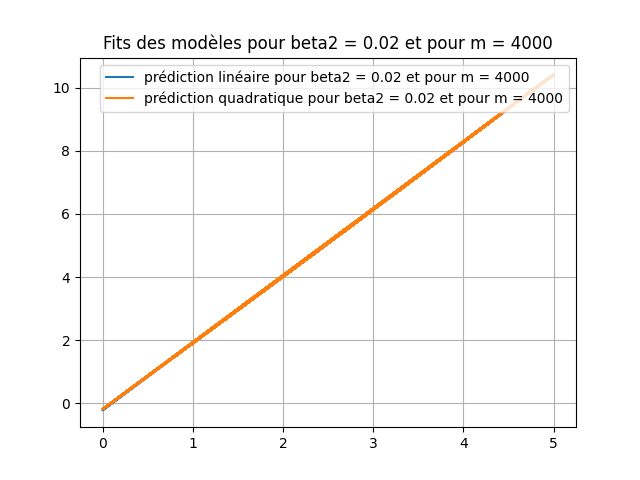 Fits des modèles pour beta2 = 0.02 et pour m = 4000
prédiction linéaire pour beta2 = 0.02 et pour m = 4000
prédiction quadratique pour beta2 = 0.02 et pour m = 4000
10
8
6
4
2
0
0 1 2 3 4 5